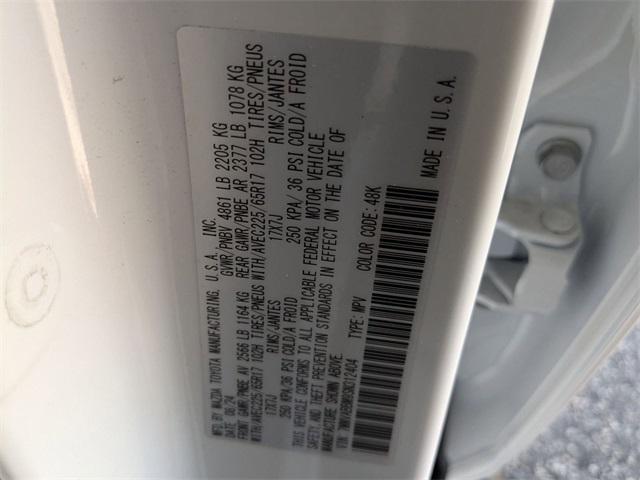 MFD. BY MAZDA TOYOTA MANUFACTURING, U.S.A., INC.
DATE: 06/24 GVWR/PNBV 4861 LB 2205 KG
FRONT GAWR/PNBE AV 2566 LB 1164 KG REAR GAWR/PNBE AR 2377 LB 1078 KG
WITH/AVEC225/65R17 102H TIRES/PNEUS WITH/AVEC225/65R17 102H TIRES/PNEUS
17X7J RIMS/JANTES 17X7J RIMS/JANTES
250 KPA/36 PSI COLD/A FROID 250 KPA/ 36 PSI COLD/A FROID
THIS VEHICLE CONFORMS TO ALL APPLICABLE FEDERAL MOTOR VEHICLE
SAFETY, AND THEFT PREVENTION STANDARDS IN EFFECT ON THE DATE OF
MANUFACTURE SHOWN ABOVE.
TYPE: MPV COLOR CODE: 48K
MADE IN U.S.A.